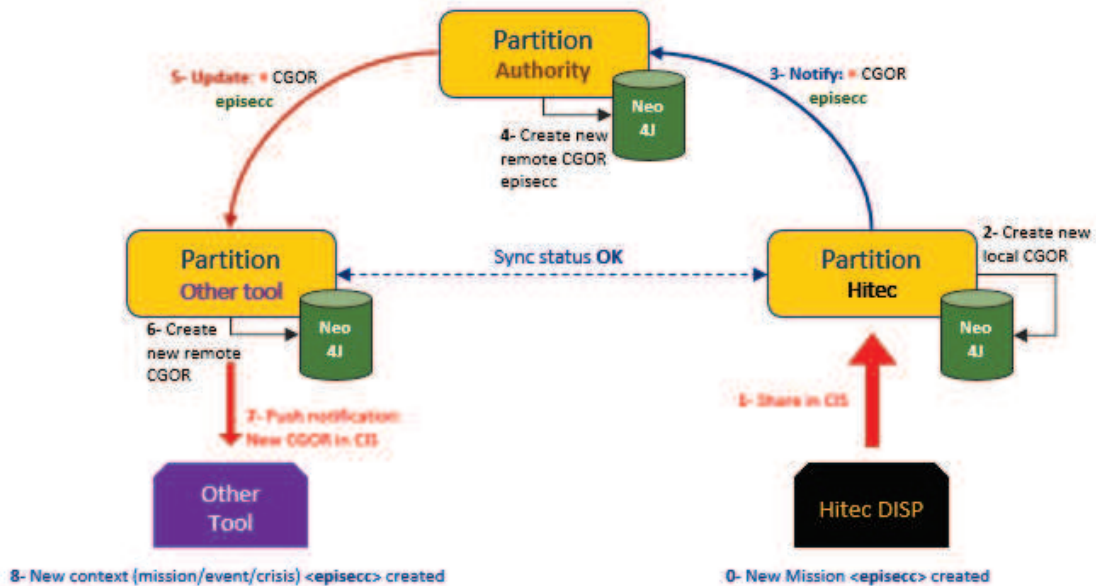 Partition
Authority
5- Update: + CGOR
episecc
3- Notify: + CGOR
episecc
Neo
4J
4- Create new
remote CGOR
episecc
Partition
Other tool
Sync status OK
Partition
Hitec
2- Create new
local CGOR
6- Create
new remote
CGOR
Neo
4J
Neo
4J
1- Share in CIS
7- Push notification:
New CGOR in CIS
Other
Tool
Hitec DISP
8- New context (mission/event/crisis) <episecc> created
0- New Mission <episecc> created